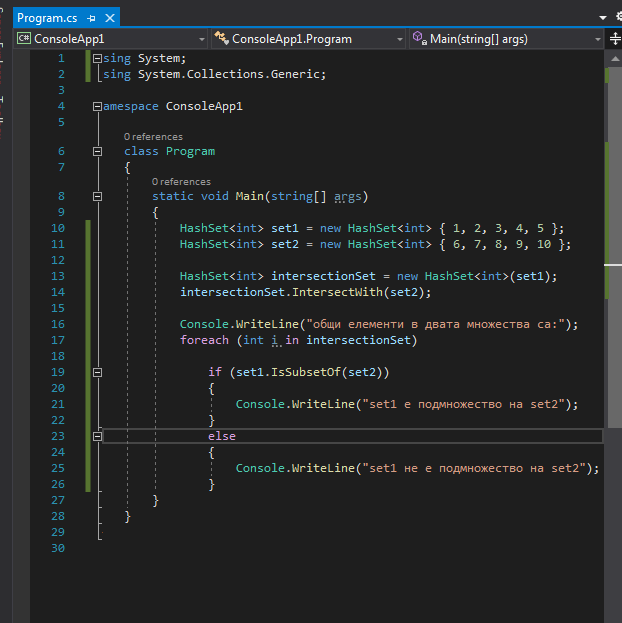 Program.cs
ConsoleApp1 ConsoleApp1.Program Main(string[] args)
1 sing System;
2 sing System.Collections.Generic;
3
4 amespace ConsoleApp1
5
0 references
6 class Program
7 {
0 references
8 static void Main(string[] args)
9 {
10 HashSet<int> set1 = new HashSet<int> { 1, 2, 3, 4, 5 };
11 HashSet<int> set2 = new HashSet<int> { 6, 7, 8, 9, 10 };
12
13 HashSet<int> intersectionSet = new HashSet<int>(set1);
14 intersectionSet.IntersectWith(set2);
15
16 Console.WriteLine("общи елементи в двата множества са:");
17 foreach (int i in intersectionSet)
18
19 if (set1.IsSubsetOf(set2))
20 {
21 Console.WriteLine("set1 е подмножество на set2");
22 }
23 else
24 {
25 Console.WriteLine("set1 не е подмножество на set2");
26 }
27 }
28 }
29
30